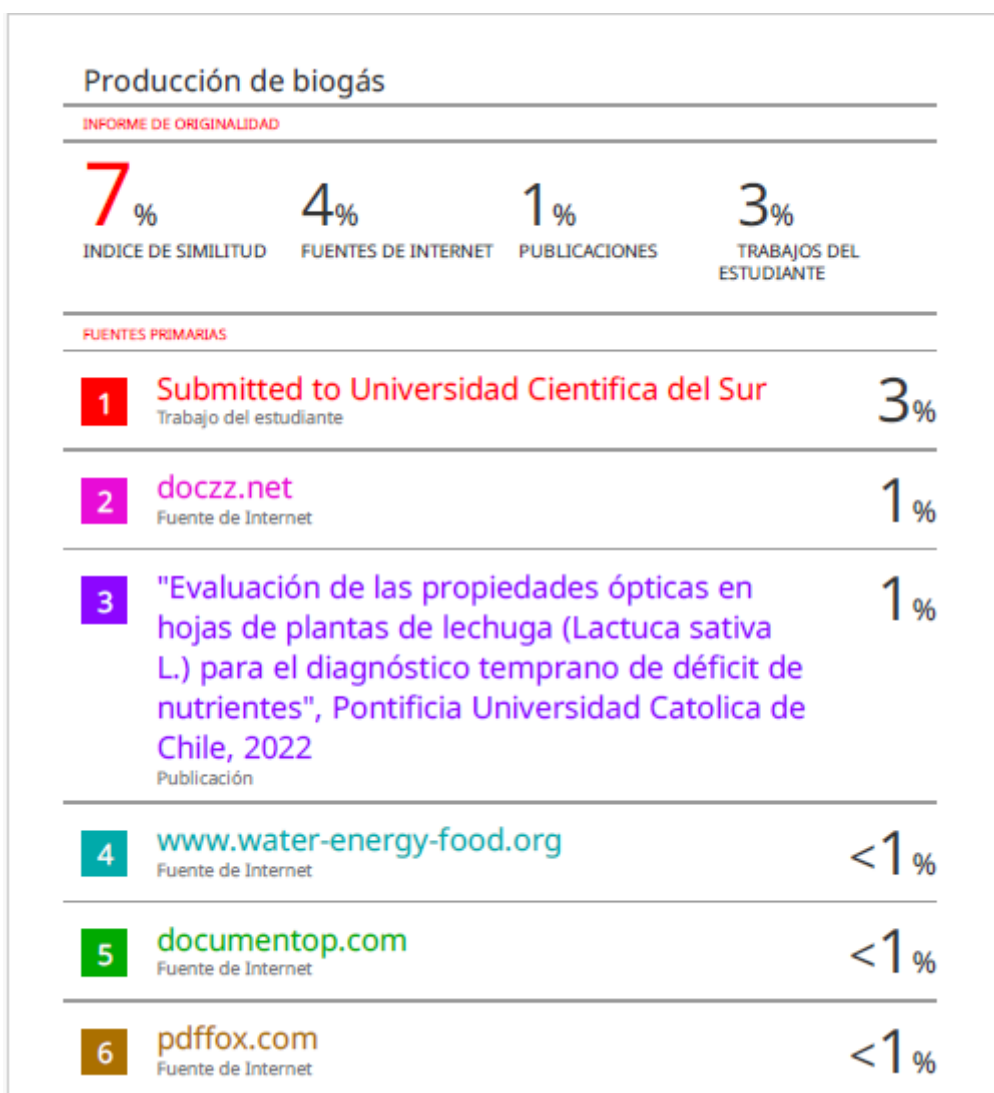 Producción de biogás
INFORME DE ORIGINALIDAD
7%
4%
1%
3%
INDICE DE SIMILITUD
FUENTES DE INTERNET
PUBLICACIONES
TRABAJOS DEL
ESTUDIANTE
FUENTES PRIMARIAS
1
Submitted to Universidad Cientifica del Sur
Trabajo del estudiante
3%
2
doczz.net
Fuente de Internet
1%
3
"Evaluación de las propiedades ópticas en
hojas de plantas de lechuga (Lactuca sativa
L.) para el diagnóstico temprano de déficit de
nutrientes", Pontificia Universidad Catolica de
Chile, 2022
Publicación
1%
4
www.water-energy-food.org
Fuente de Internet
<1%
5
documentop.com
Fuente de Internet
<1%
6
pdffox.com
Fuente de Internet
<1%